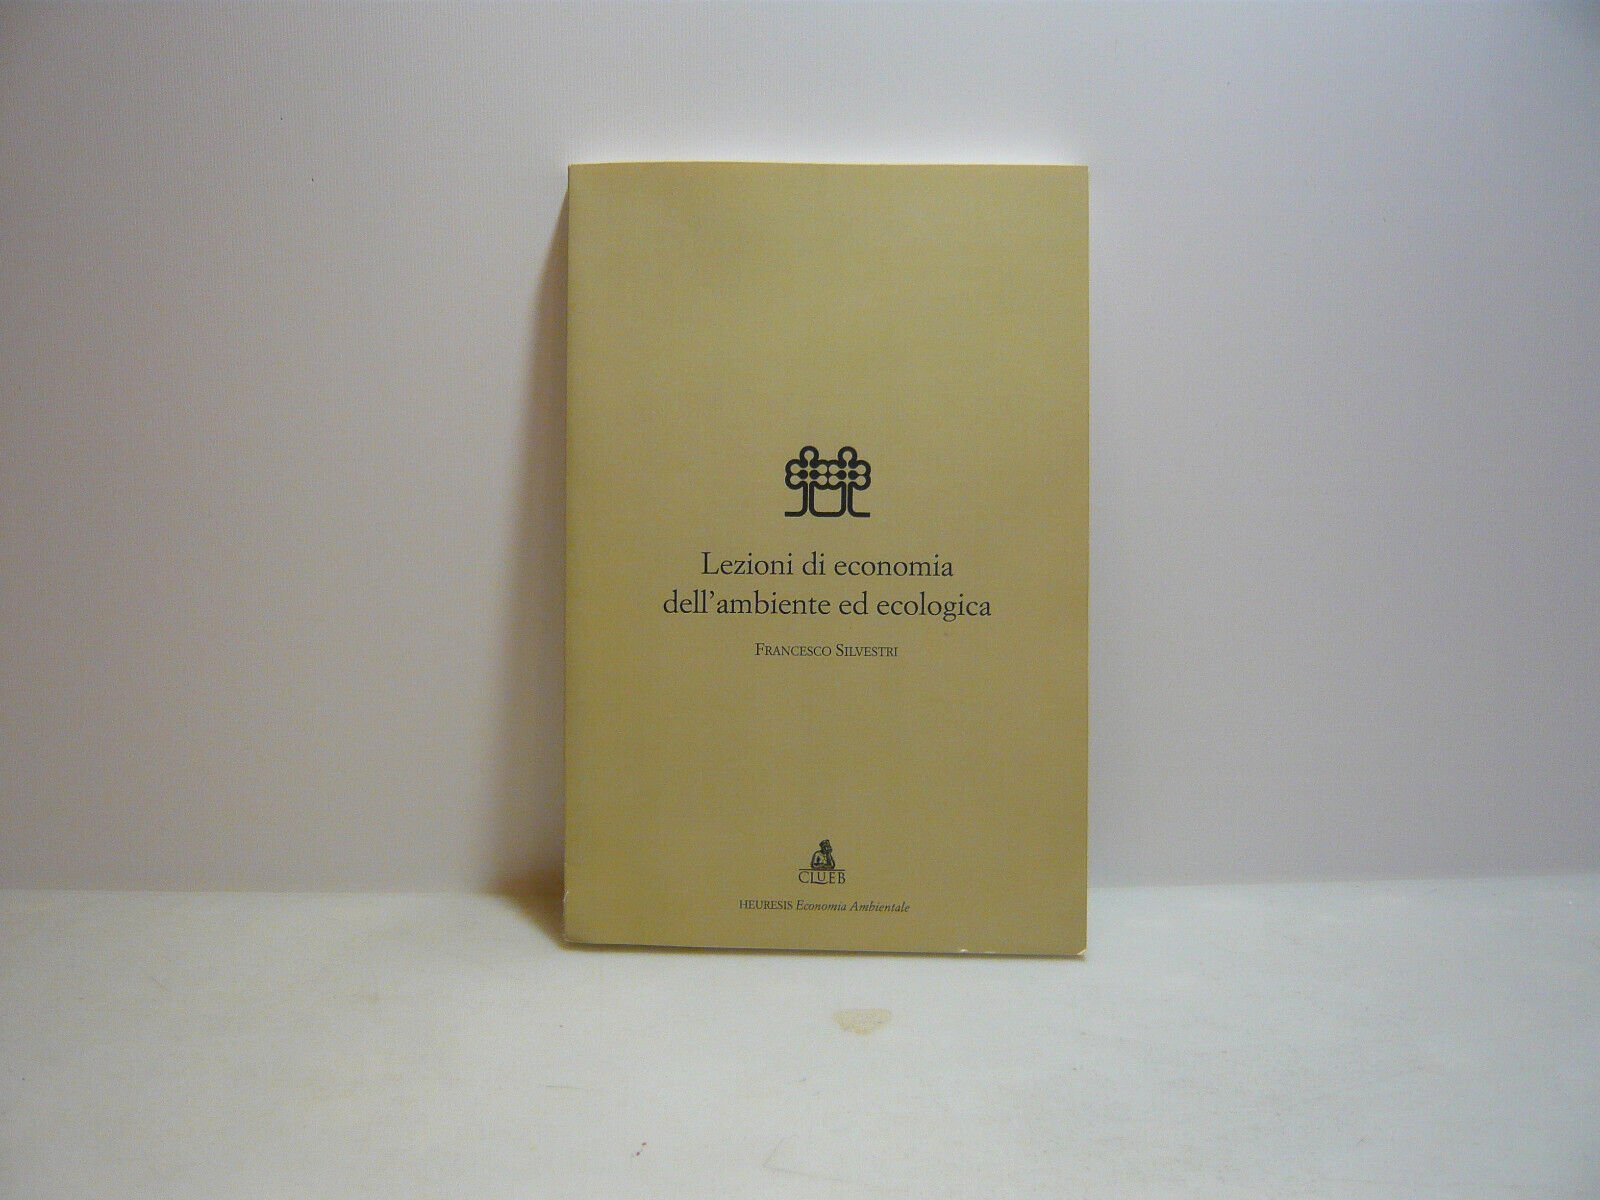 Lezioni di economia
dell'ambiente ed ecologica
FRANCESCO SILVESTRI
CLUEB
HEURESIS Economia Ambientale